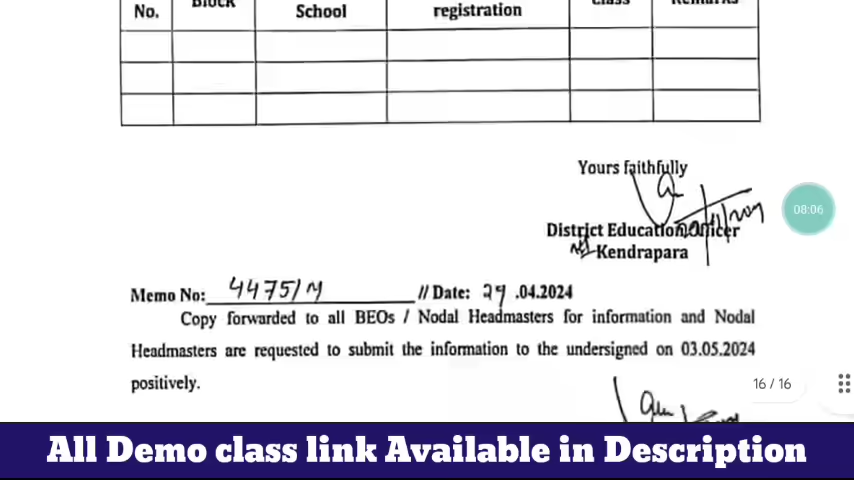 No. Block School registration Class Remarks
Yours faithfully
08:06
District Education Officer
Kendrapara
Memo No: 4475/M // Date: 29 .04.2024
Copy forwarded to all BEOs / Nodal Headmasters for information and Nodal
Headmasters are requested to submit the information to the undersigned on 03.05.2024
positively.
16 / 16
All Demo class link Available in Description